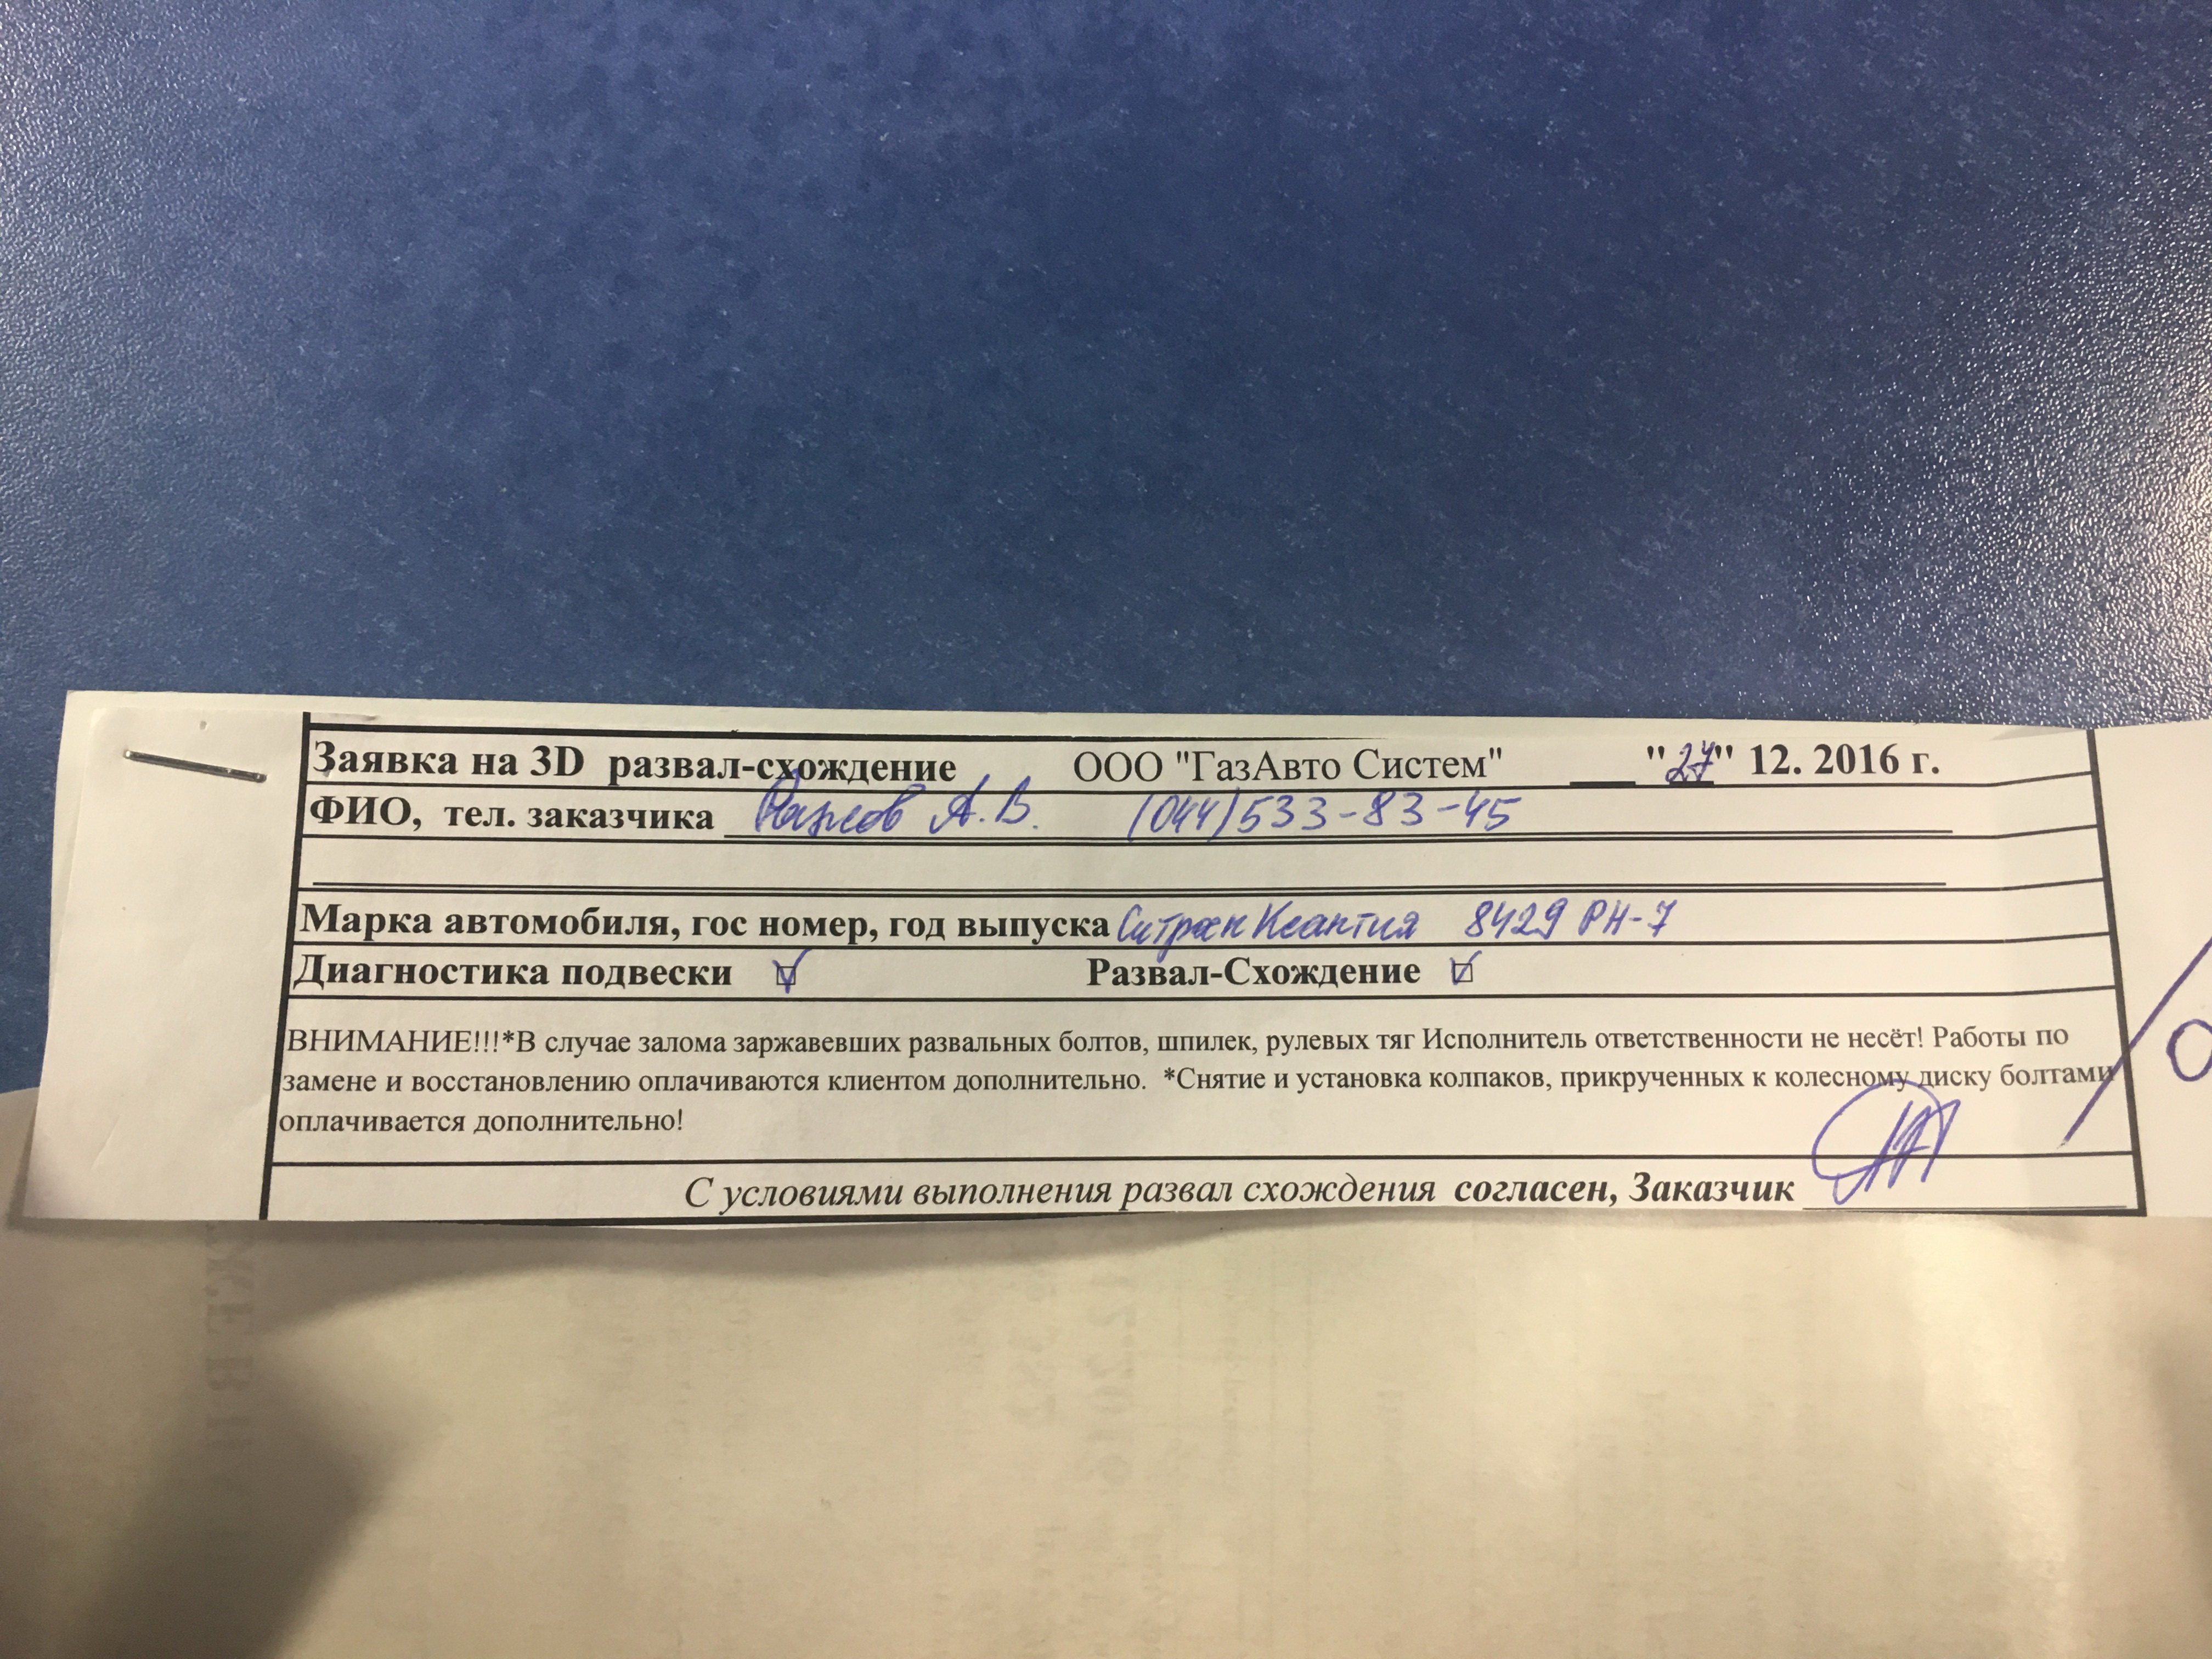 Заявка на 3D развал-схождение ООО "ГазАвто Систем" "27" 12. 2016 г.
ФИО, тел. заказчика А.В. (044)533-83-45
Марка автомобиля, гос номер, год выпуска Ситроен Ксантия 8429 РН-7
Диагностика подвески Развал-Схождение
ВНИМАНИЕ!!!*В случае залома заржавевших развальных болтов, шпилек, рулевых тяг Исполнитель ответственности не несёт! Работы по
замене и восстановлению оплачиваются клиентом дополнительно. *Снятие и установка колпаков, прикрученных к колесному диску болтами
оплачивается дополнительно!
С условиями выполнения развал схождения согласен, Заказчик